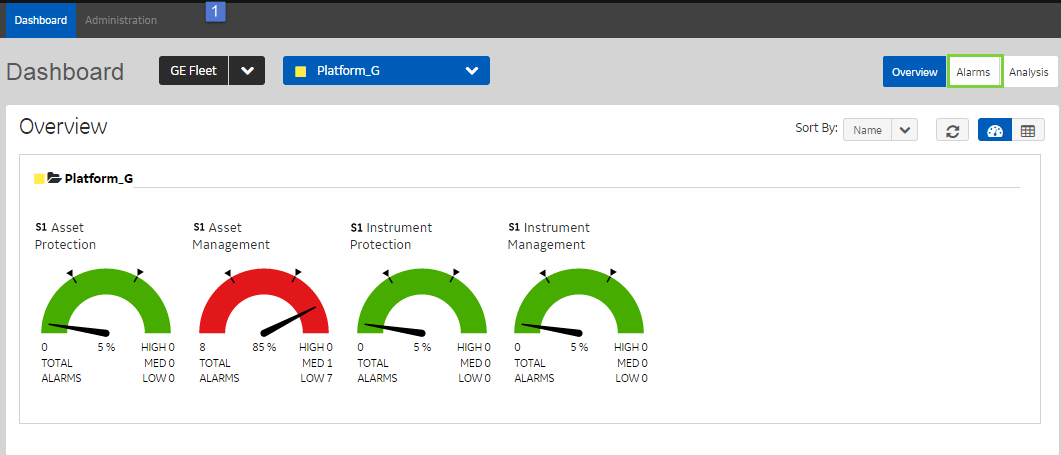 1
Dashboard Administration
Dashboard GE Fleet Platform_G Overview Alarms Analysis
Overview Sort By: Name
Platform_G
S1 Asset Protection
0 5 % HIGH 0
TOTAL MED 0
ALARMS LOW 0
S1 Asset Management
8 85 % HIGH 0
TOTAL MED 1
ALARMS LOW 7
S1 Instrument Protection
0 5 % HIGH 0
TOTAL MED 0
ALARMS LOW 0
S1 Instrument Management
0 5 % HIGH 0
TOTAL MED 0
ALARMS LOW 0